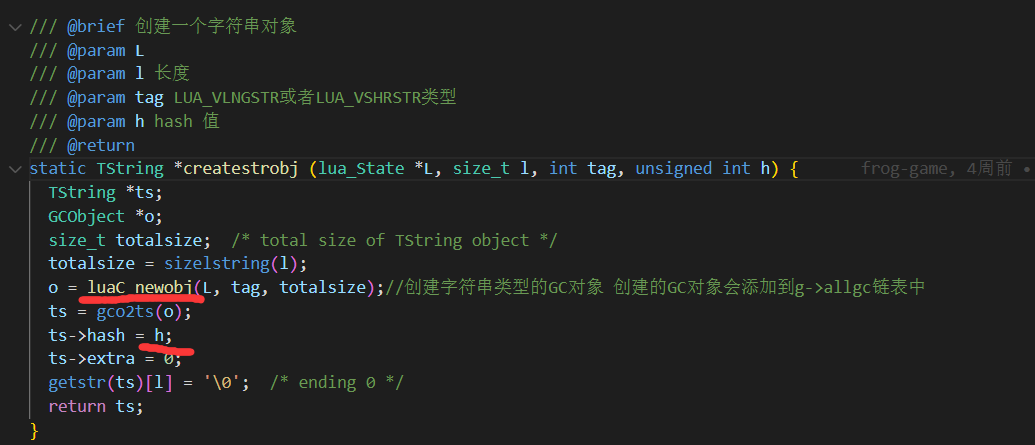 /// @brief 创建一个字符串对象
/// @param L
/// @param l 长度
/// @param tag LUA_VLNGSTR或者LUA_VSHRSTR类型
/// @param h hash 值
/// @return
static TString *createstrobj (lua_State *L, size_t l, int tag, unsigned int h) { frog-game, 4周前 •
  TString *ts;
  GCObject *o;
  size_t totalsize;  /* total size of TString object */
  totalsize = sizelstring(l);
  o = luaC_newobj(L, tag, totalsize);//创建字符串类型的GC对象 创建的GC对象会添加到g->allgc链表中
  ts = gco2ts(o);
  ts->hash = h;
  ts->extra = 0;
  getstr(ts)[l] = '\0';  /* ending 0 */
  return ts;
}